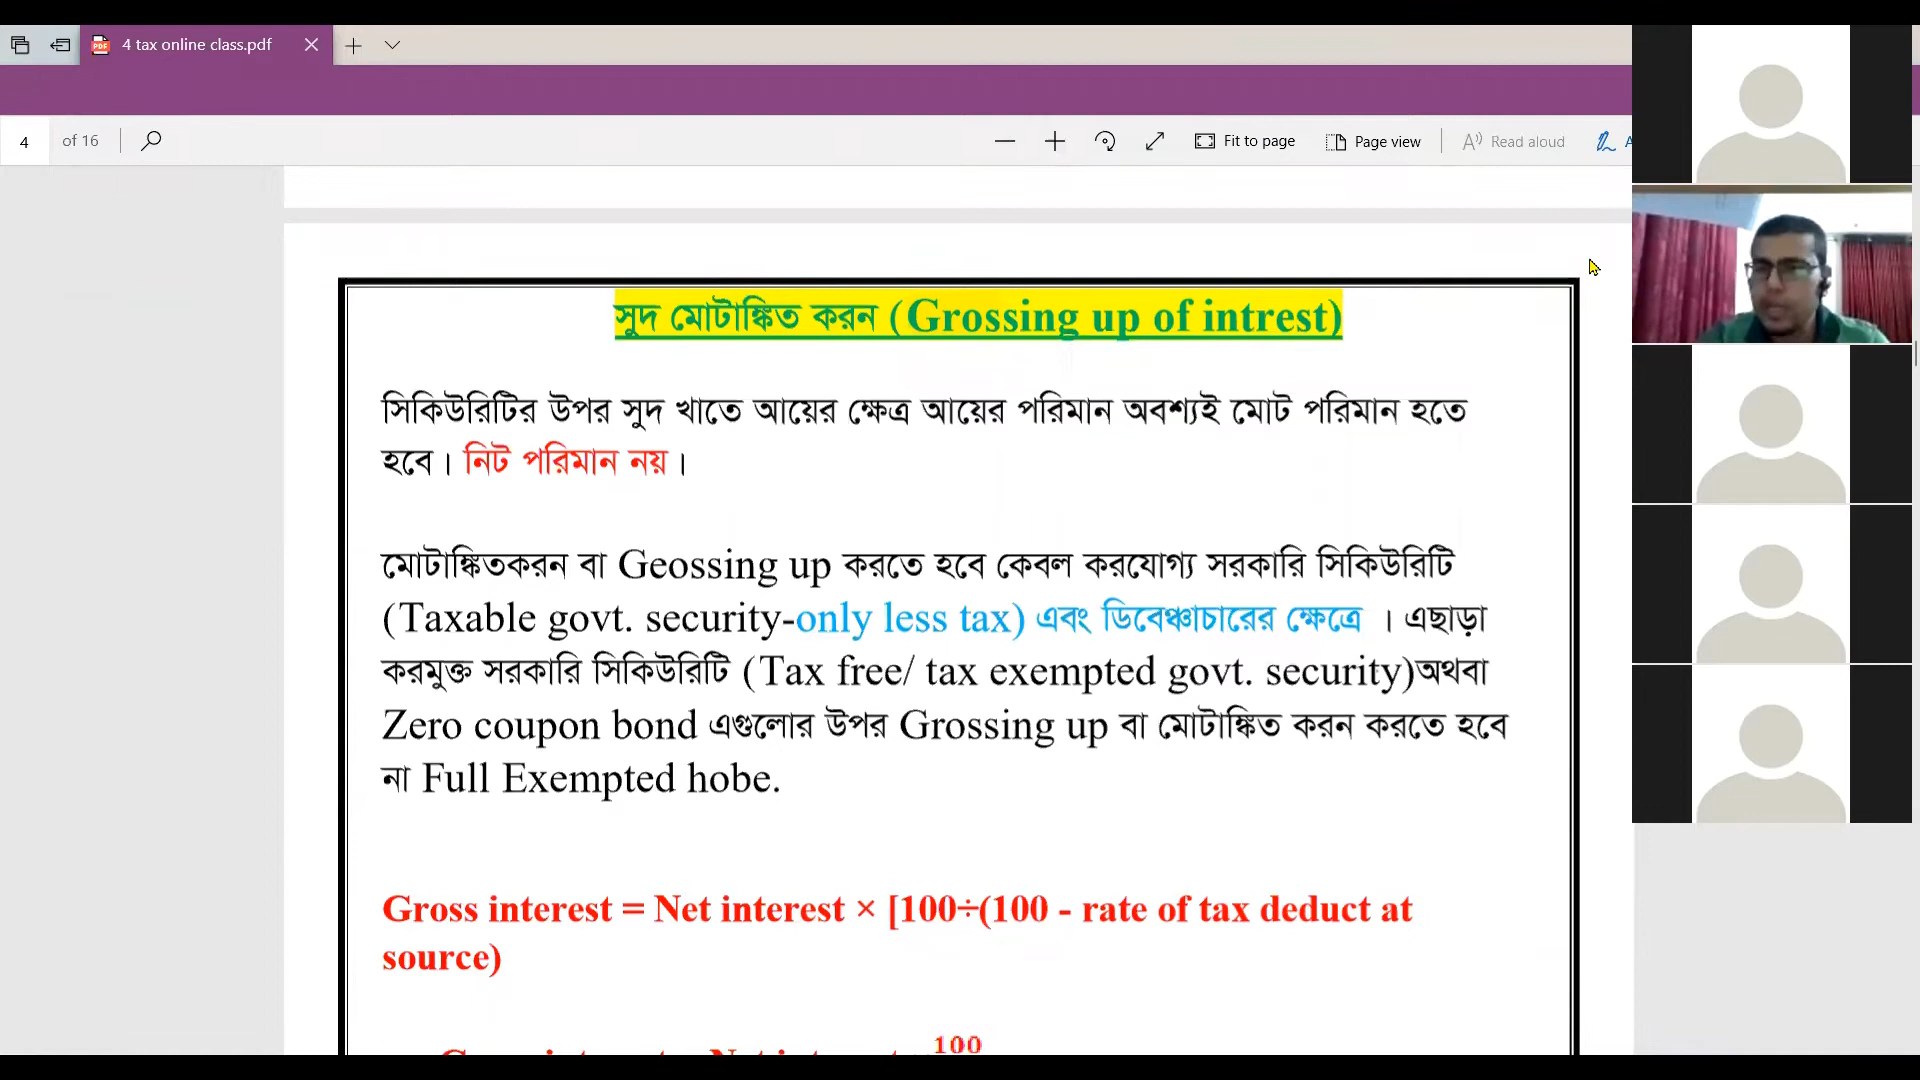 4 tax online class.pdf
4 of 16
Fit to page
Page view
Read aloud
সুদ মোটাঙ্কিত করন (Grossing up of intrest)
সিকিউরিটির উপর সুদ খাতে আয়ের ক্ষেত্র আয়ের পরিমান অবশ্যই মোট পরিমান হতে
হবে। নিট পরিমান নয়।
মোটাঙ্কিতকরন বা Geossing up করতে হবে কেবল করযোগ্য সরকারি সিকিউরিটি
(Taxable govt. security-only less tax) এবং ডিবেঞ্চাচারের ক্ষেত্রে । এছাড়া
করমুক্ত সরকারি সিকিউরিটি (Tax free/ tax exempted govt. security)অথবা
Zero coupon bond এগুলোর উপর Grossing up বা মোটাঙ্কিত করন করতে হবে
না Full Exempted hobe.
Gross interest = Net interest × [100÷(100 - rate of tax deduct at
source)
100